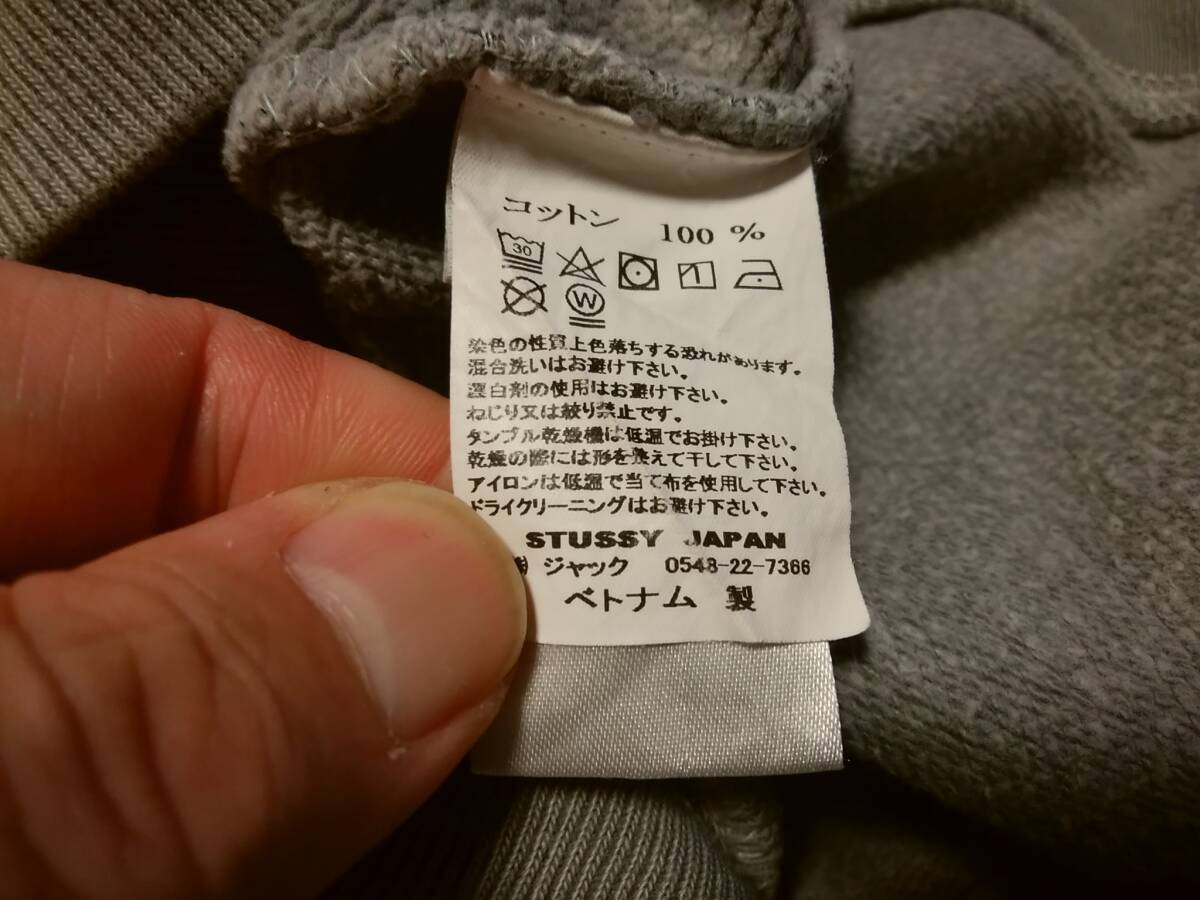 コットン 100 %
30
W
染色の性質上色落ちする恐れがあります。
混合洗いはお避け下さい。
漂白剤の使用はお避け下さい。
ねじり又は絞り禁止です。
タンブル乾燥機は低温でお掛け下さい。
乾燥の際には形を整えて干して下さい。
アイロンは低温で当て布を使用して下さい。
ドライクリーニングはお避け下さい。
STUSSY JAPAN
㈱ ジャック 0548-22-7366
ベトナム 製